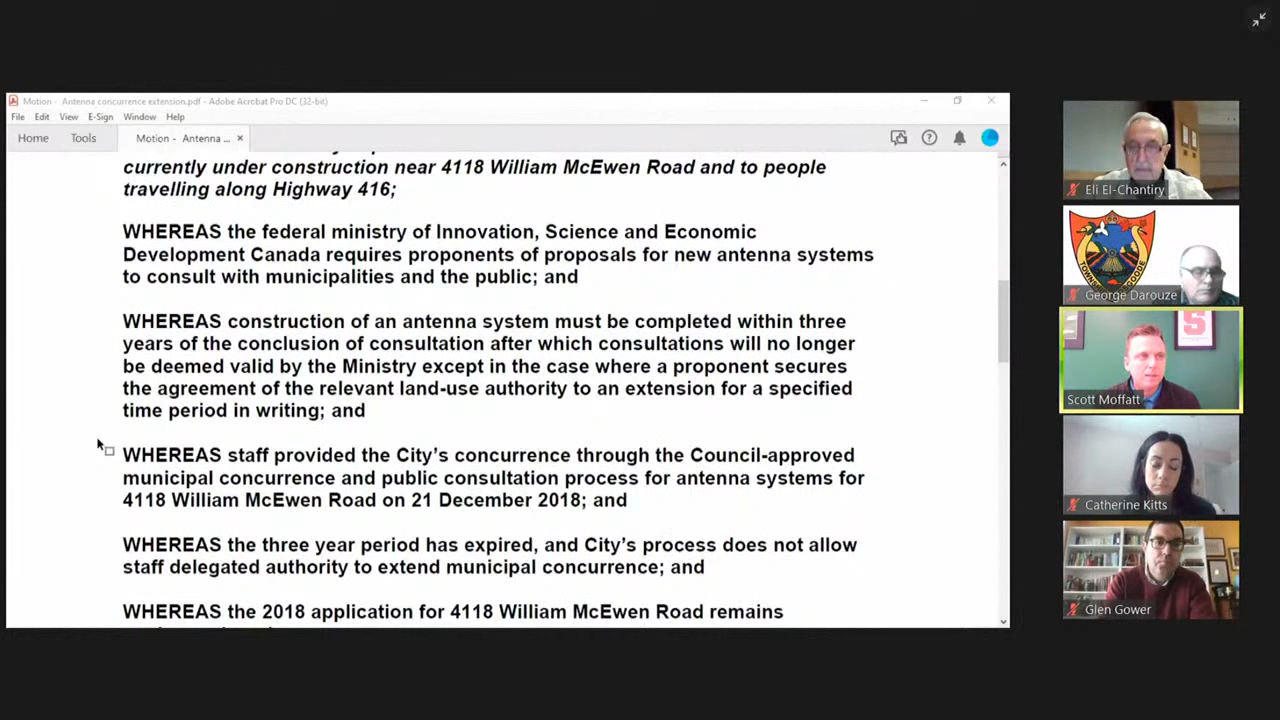 Motion - Antenna concurrence extension.pdf - Adobe Acrobat Pro DC (32-bit)
File Edit View E-Sign Window Help
Home Tools Motion - Antenna ... ×
currently under construction near 4118 William McEwen Road and to people
travelling along Highway 416;
WHEREAS the federal ministry of Innovation, Science and Economic
Development Canada requires proponents of proposals for new antenna systems
to consult with municipalities and the public; and
WHEREAS construction of an antenna system must be completed within three
years of the conclusion of consultation after which consultations will no longer
be deemed valid by the Ministry except in the case where a proponent secures
the agreement of the relevant land-use authority to an extension for a specified
time period in writing; and
WHEREAS staff provided the City's concurrence through the Council-approved
municipal concurrence and public consultation process for antenna systems for
4118 William McEwen Road on 21 December 2018; and
WHEREAS the three year period has expired, and City's process does not allow
staff delegated authority to extend municipal concurrence; and
WHEREAS the 2018 application for 4118 William McEwen Road remains
Eli El-Chantiry
George Darouze
S
Scott Moffatt
Catherine Kitts
Glen Gower